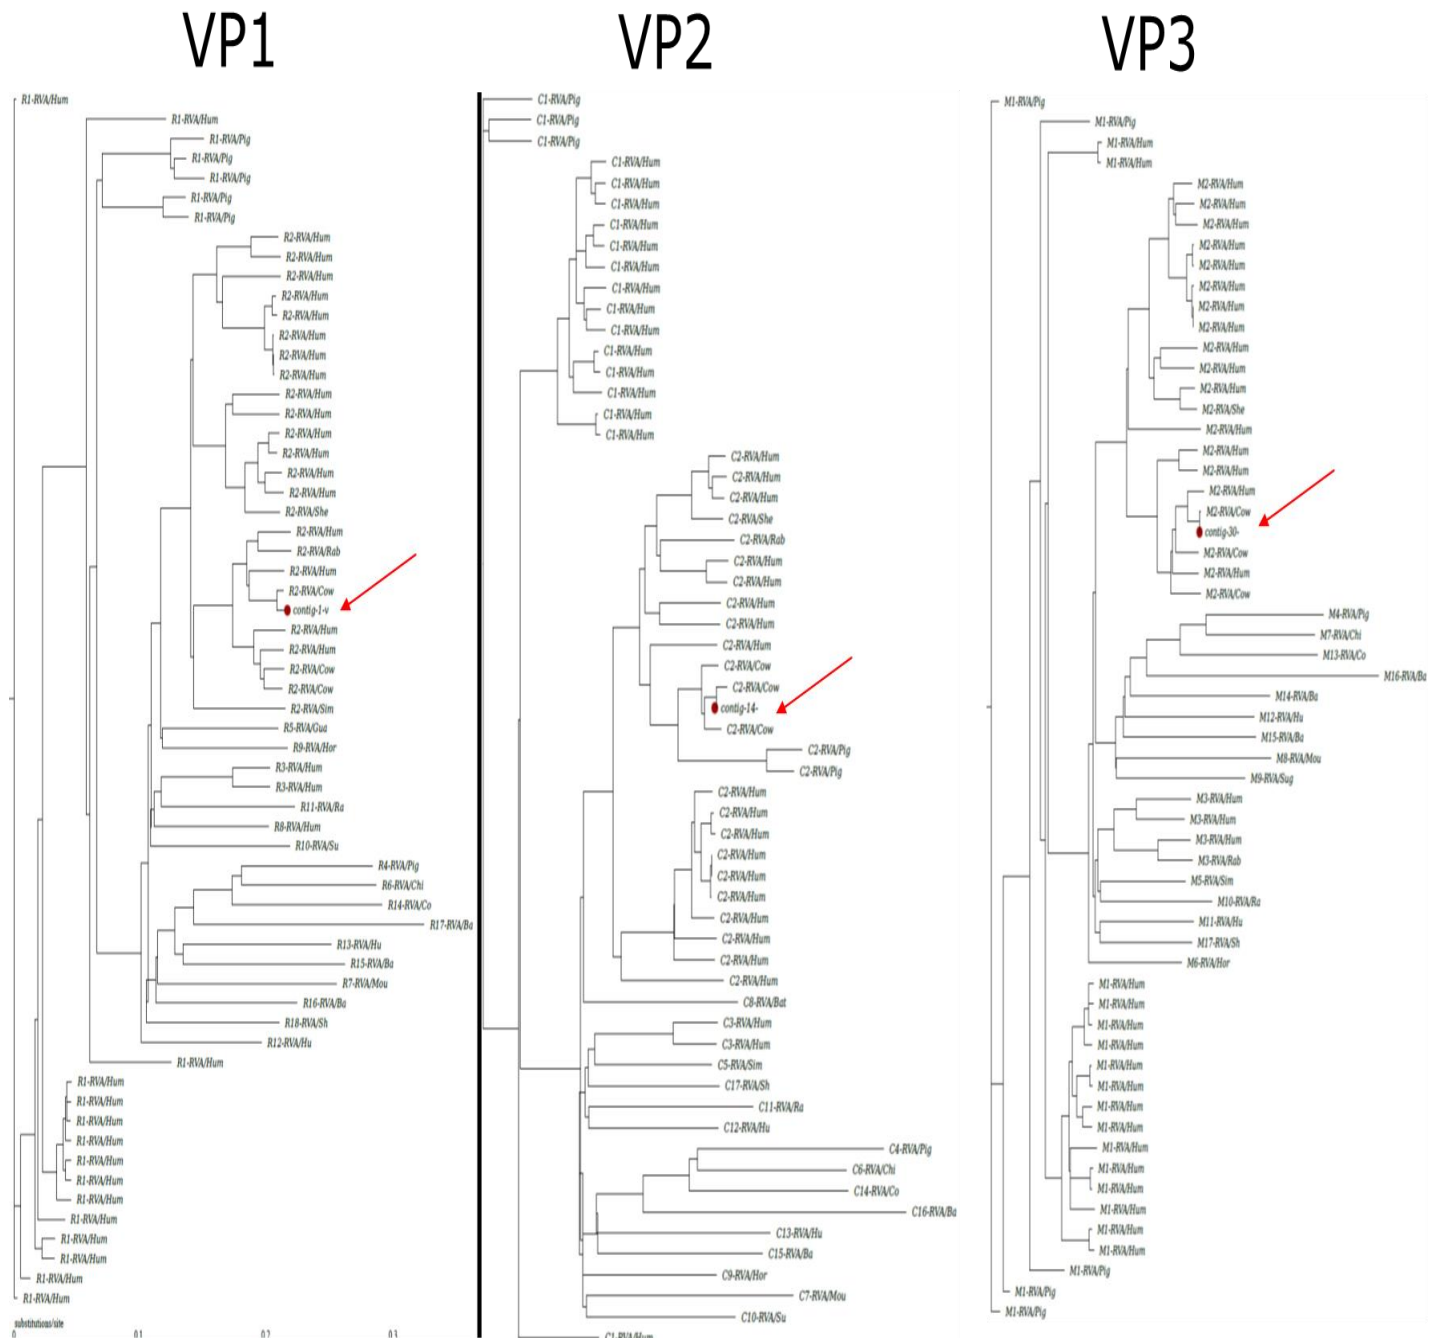 VP1
R1-RVA/Hum
R1-RVA/Hum
R1-RVA/Pig
R1-RVA/Pig
R1-RVA/Pig
R1-RVA/Pig
R1-RVA/Pig
R2-RVA/Hum
R2-RVA/Hum
R2-RVA/Hum
R2-RVA/Hum
R2-RVA/Hum
R2-RVA/Hum
R2-RVA/Hum
R2-RVA/Hum
R2-RVA/Hum
R2-RVA/Hum
R2-RVA/Hum
R2-RVA/Hum
R2-RVA/Hum
R2-RVA/Hum
R2-RVA/She
R2-RVA/Hum
R2-RVA/Rab
R2-RVA/Hum
R2-RVA/Cow
contig-1-v
R2-RVA/Hum
R2-RVA/Hum
R2-RVA/Cow
R2-RVA/Cow
R2-RVA/Sim
R5-RVA/Gua
R9-RVA/Hor
R3-RVA/Hum
R3-RVA/Hum
R11-RVA/Ra
R8-RVA/Hum
R10-RVA/Su
R4-RVA/Pig
R6-RVA/Chi
R14-RVA/Co
R17-RVA/Ba
R13-RVA/Hu
R15-RVA/Ba
R7-RVA/Mou
R16-RVA/Ba
R18-RVA/Sh
R12-RVA/Hu
R1-RVA/Hum
R1-RVA/Hum
R1-RVA/Hum
R1-RVA/Hum
R1-RVA/Hum
R1-RVA/Hum
R1-RVA/Hum
R1-RVA/Hum
R1-RVA/Hum
R1-RVA/Hum
R1-RVA/Hum
R1-RVA/Hum
R1-RVA/Hum
substitutions/site
0 0.1 0.2 0.3
VP2
C1-RVA/Pig
C1-RVA/Pig
C1-RVA/Pig
C1-RVA/Hum
C1-RVA/Hum
C1-RVA/Hum
C1-RVA/Hum
C1-RVA/Hum
C1-RVA/Hum
C1-RVA/Hum
C1-RVA/Hum
C1-RVA/Hum
C1-RVA/Hum
C1-RVA/Hum
C1-RVA/Hum
C1-RVA/Hum
C1-RVA/Hum
C2-RVA/Hum
C2-RVA/Hum
C2-RVA/Hum
C2-RVA/She
C2-RVA/Rab
C2-RVA/Hum
C2-RVA/Hum
C2-RVA/Hum
C2-RVA/Hum
C2-RVA/Hum
C2-RVA/Cow
C2-RVA/Cow
contig-14-
C2-RVA/Cow
C2-RVA/Pig
C2-RVA/Pig
C2-RVA/Hum
C2-RVA/Hum
C2-RVA/Hum
C2-RVA/Hum
C2-RVA/Hum
C2-RVA/Hum
C2-RVA/Hum
C2-RVA/Hum
C2-RVA/Hum
C2-RVA/Hum
C8-RVA/Bat
C3-RVA/Hum
C3-RVA/Hum
C5-RVA/Sim
C17-RVA/Sh
C11-RVA/Ra
C12-RVA/Hu
C4-RVA/Pig
C6-RVA/Chi
C14-RVA/Co
C16-RVA/Ba
C13-RVA/Hu
C15-RVA/Ba
C9-RVA/Hor
C7-RVA/Mou
C10-RVA/Su
C1-RVA/Hum
VP3
M1-RVA/Pig
M1-RVA/Pig
M1-RVA/Hum
M1-RVA/Hum
M2-RVA/Hum
M2-RVA/Hum
M2-RVA/Hum
M2-RVA/Hum
M2-RVA/Hum
M2-RVA/Hum
M2-RVA/Hum
M2-RVA/Hum
M2-RVA/Hum
M2-RVA/Hum
M2-RVA/Hum
M2-RVA/She
M2-RVA/Hum
M2-RVA/Hum
M2-RVA/Hum
M2-RVA/Hum
M2-RVA/Cow
contig-30-
M2-RVA/Cow
M2-RVA/Hum
M2-RVA/Cow
M4-RVA/Pig
M7-RVA/Chi
M13-RVA/Co
M16-RVA/Ba
M14-RVA/Ba
M12-RVA/Hu
M15-RVA/Ba
M8-RVA/Mou
M9-RVA/Sug
M3-RVA/Hum
M3-RVA/Hum
M3-RVA/Hum
M3-RVA/Rab
M5-RVA/Sim
M10-RVA/Ra
M11-RVA/Hu
M17-RVA/Sh
M6-RVA/Hor
M1-RVA/Hum
M1-RVA/Hum
M1-RVA/Hum
M1-RVA/Hum
M1-RVA/Hum
M1-RVA/Hum
M1-RVA/Hum
M1-RVA/Hum
M1-RVA/Hum
M1-RVA/Hum
M1-RVA/Hum
M1-RVA/Hum
M1-RVA/Hum
M1-RVA/Hum
M1-RVA/Pig
M1-RVA/Pig
M1-RVA/Pig